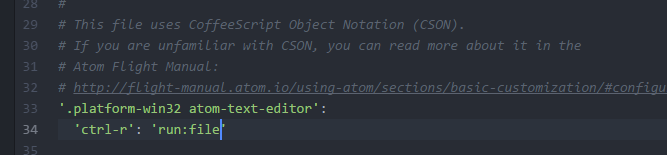 28 #
29 # This file uses CoffeeScript Object Notation (CSON).
30 # If you are unfamiliar with CSON, you can read more about it in the
31 # Atom Flight Manual:
32 # http://flight-manual.atom.io/using-atom/sections/basic-customization/#configu
33 '.platform-win32 atom-text-editor':
34 'ctrl-r': 'run:file'
35